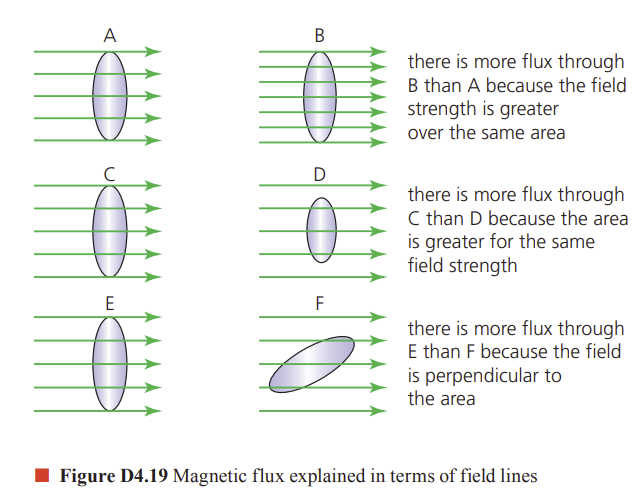 A
B
there is more flux through
B than A because the field
strength is greater
over the same area
C
D
there is more flux through
C than D because the area
is greater for the same
field strength
E
F
there is more flux through
E than F because the field
is perpendicular to
the area
Figure D4.19 Magnetic flux explained in terms of field lines